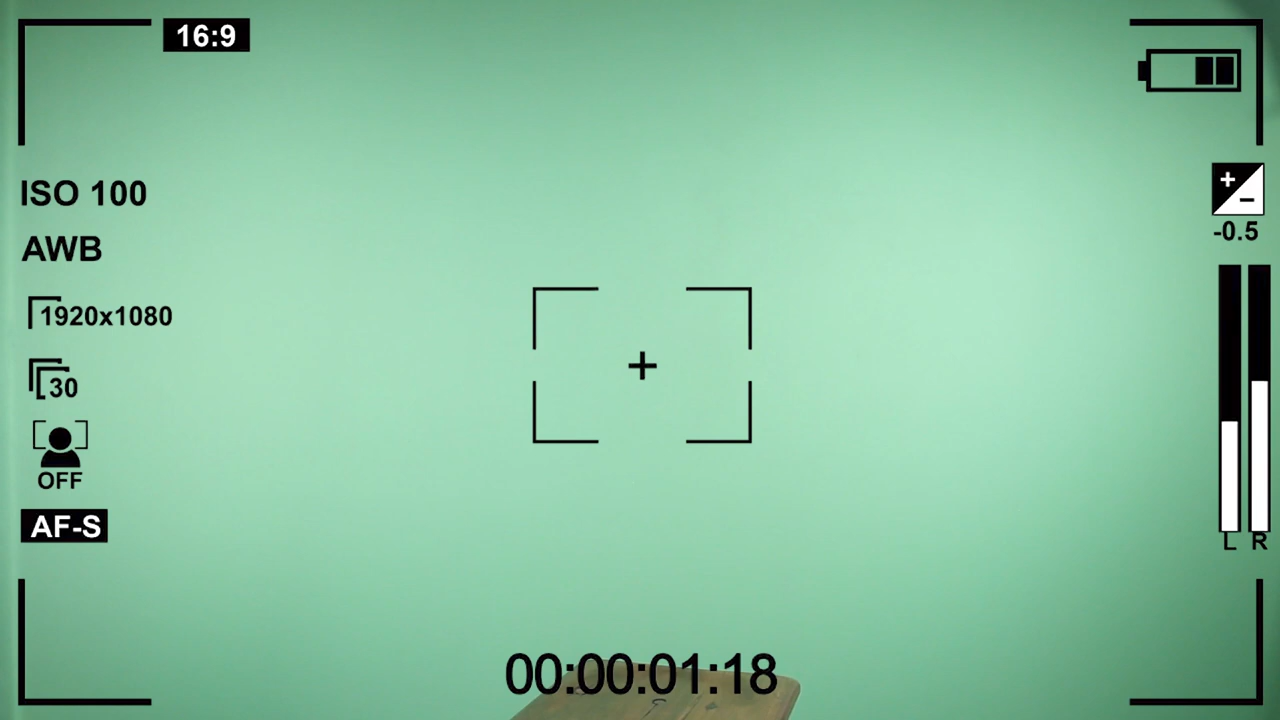 16:9
ISO 100
AWB
1920x1080
30
OFF
AF-S
+
-
-0.5
L R
00:00:01:18